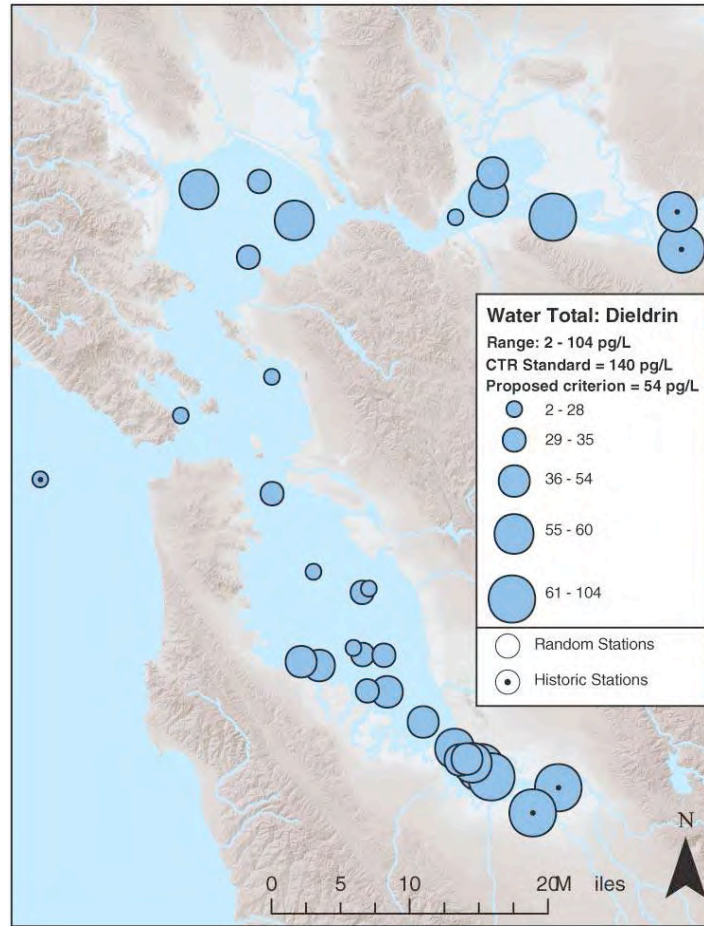 Water Total: Dieldrin
Range: 2 - 104 pg/L
CTR Standard = 140 pg/L
Proposed criterion = 54 pg/L
2 - 28
29 - 35
36 - 54
55 - 60
61 - 104
Random Stations
Historic Stations
N
0 5 10 20M iles